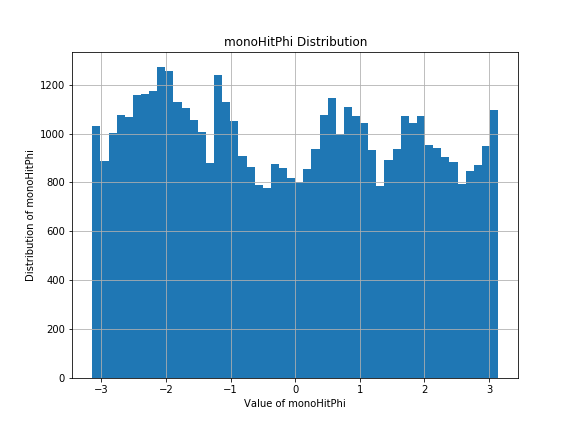 monoHitPhi Distribution
1200
1000
800
600
400
200
0
Distribution of monoHitPhi
−3 −2 −1 0 1 2 3
Value of monoHitPhi